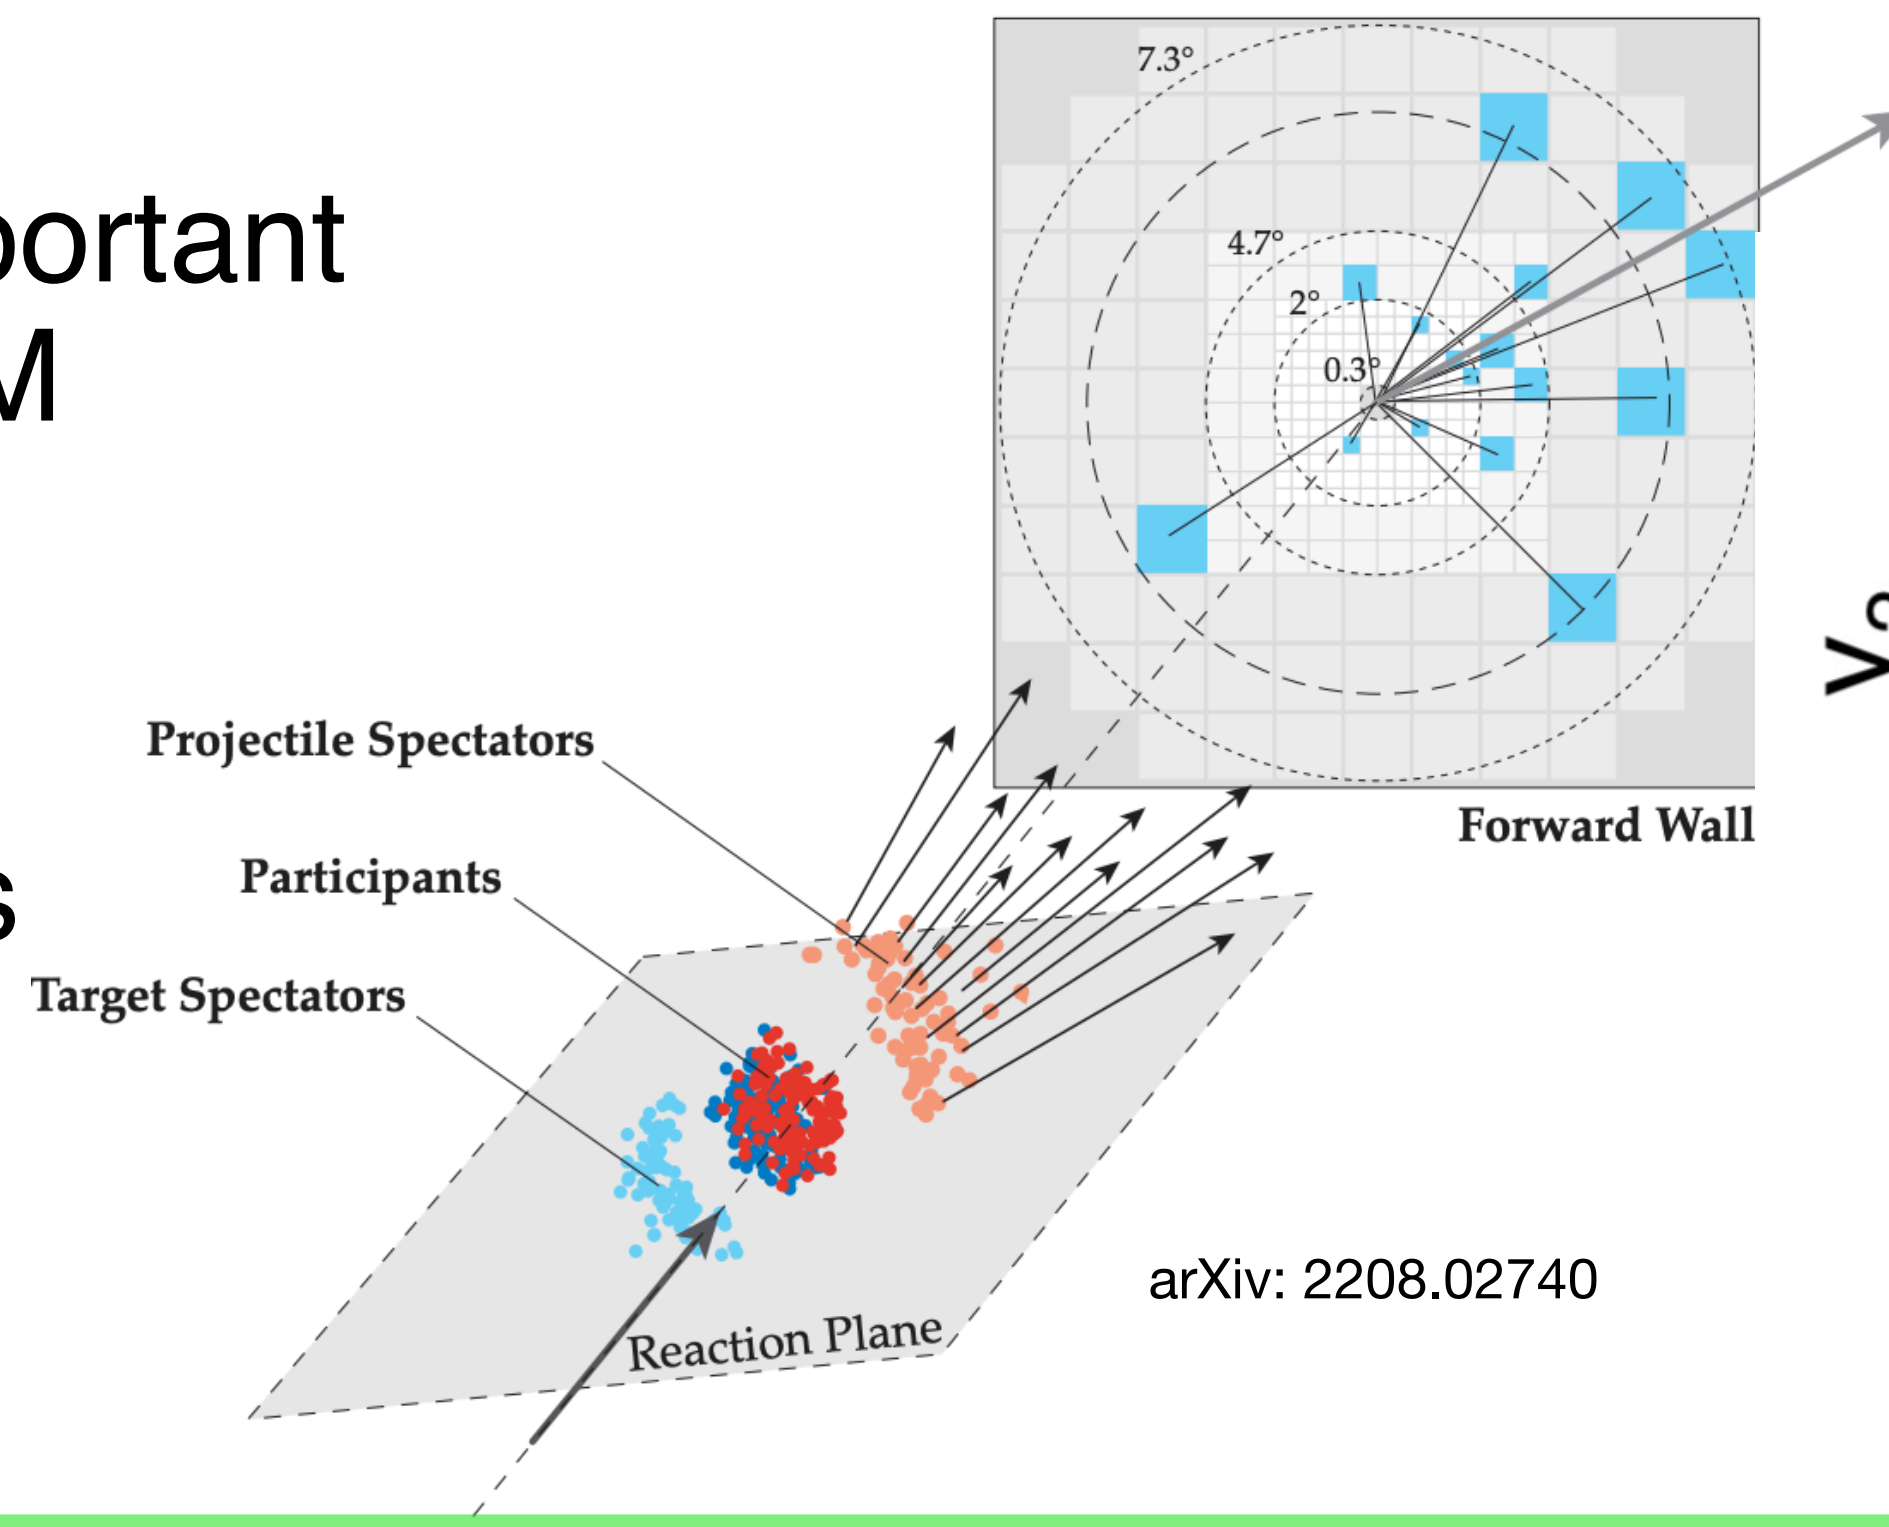 portant
M
s
7.3°
4.7°
2°
0.3°
Forward Wall
Projectile Spectators
Participants
Target Spectators
Reaction Plane
arXiv: 2208.02740